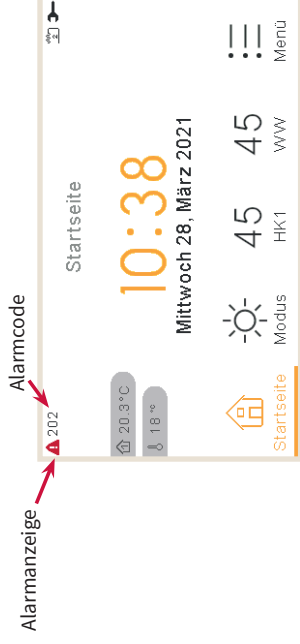 Alarmanzeige
Alarmcode
202
Startseite
2
20.3°C
18 °C
10:38
Mittwoch 28, März 2021
45
45
Startseite
Modus
HK1
WW
Menü